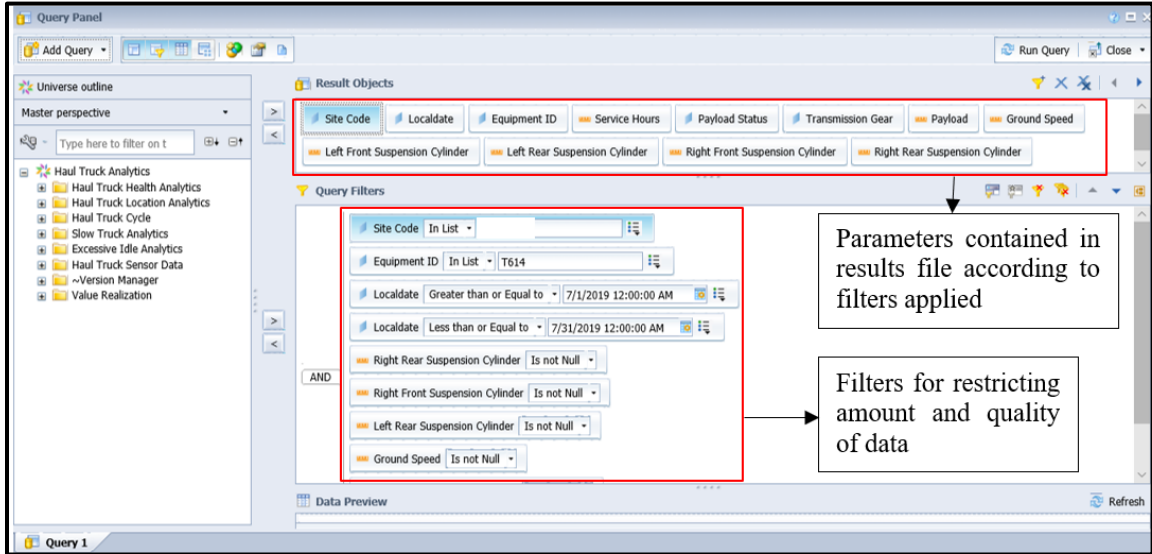 Query Panel
Add Query
Run Query
Close
Universe outline
Master perspective
Type here to filter on t
Haul Truck Analytics
Haul Truck Health Analytics
Haul Truck Location Analytics
Haul Truck Cycle
Slow Truck Analytics
Excessive Idle Analytics
Haul Truck Sensor Data
~Version Manager
Value Realization
Result Objects
Site Code Localdate Equipment ID Service Hours Payload Status Transmission Gear Payload Ground Speed
Left Front Suspension Cylinder Left Rear Suspension Cylinder Right Front Suspension Cylinder Right Rear Suspension Cylinder
Query Filters
AND
Site Code In List
Equipment ID In List T614
Localdate Greater than or Equal to 7/1/2019 12:00:00 AM
Localdate Less than or Equal to 7/31/2019 12:00:00 AM
Right Rear Suspension Cylinder Is not Null
Right Front Suspension Cylinder Is not Null
Left Rear Suspension Cylinder Is not Null
Ground Speed Is not Null
Parameters contained in
results file according to
filters applied
Filters for restricting
amount and quality
of data
Data Preview
Refresh
Query 1